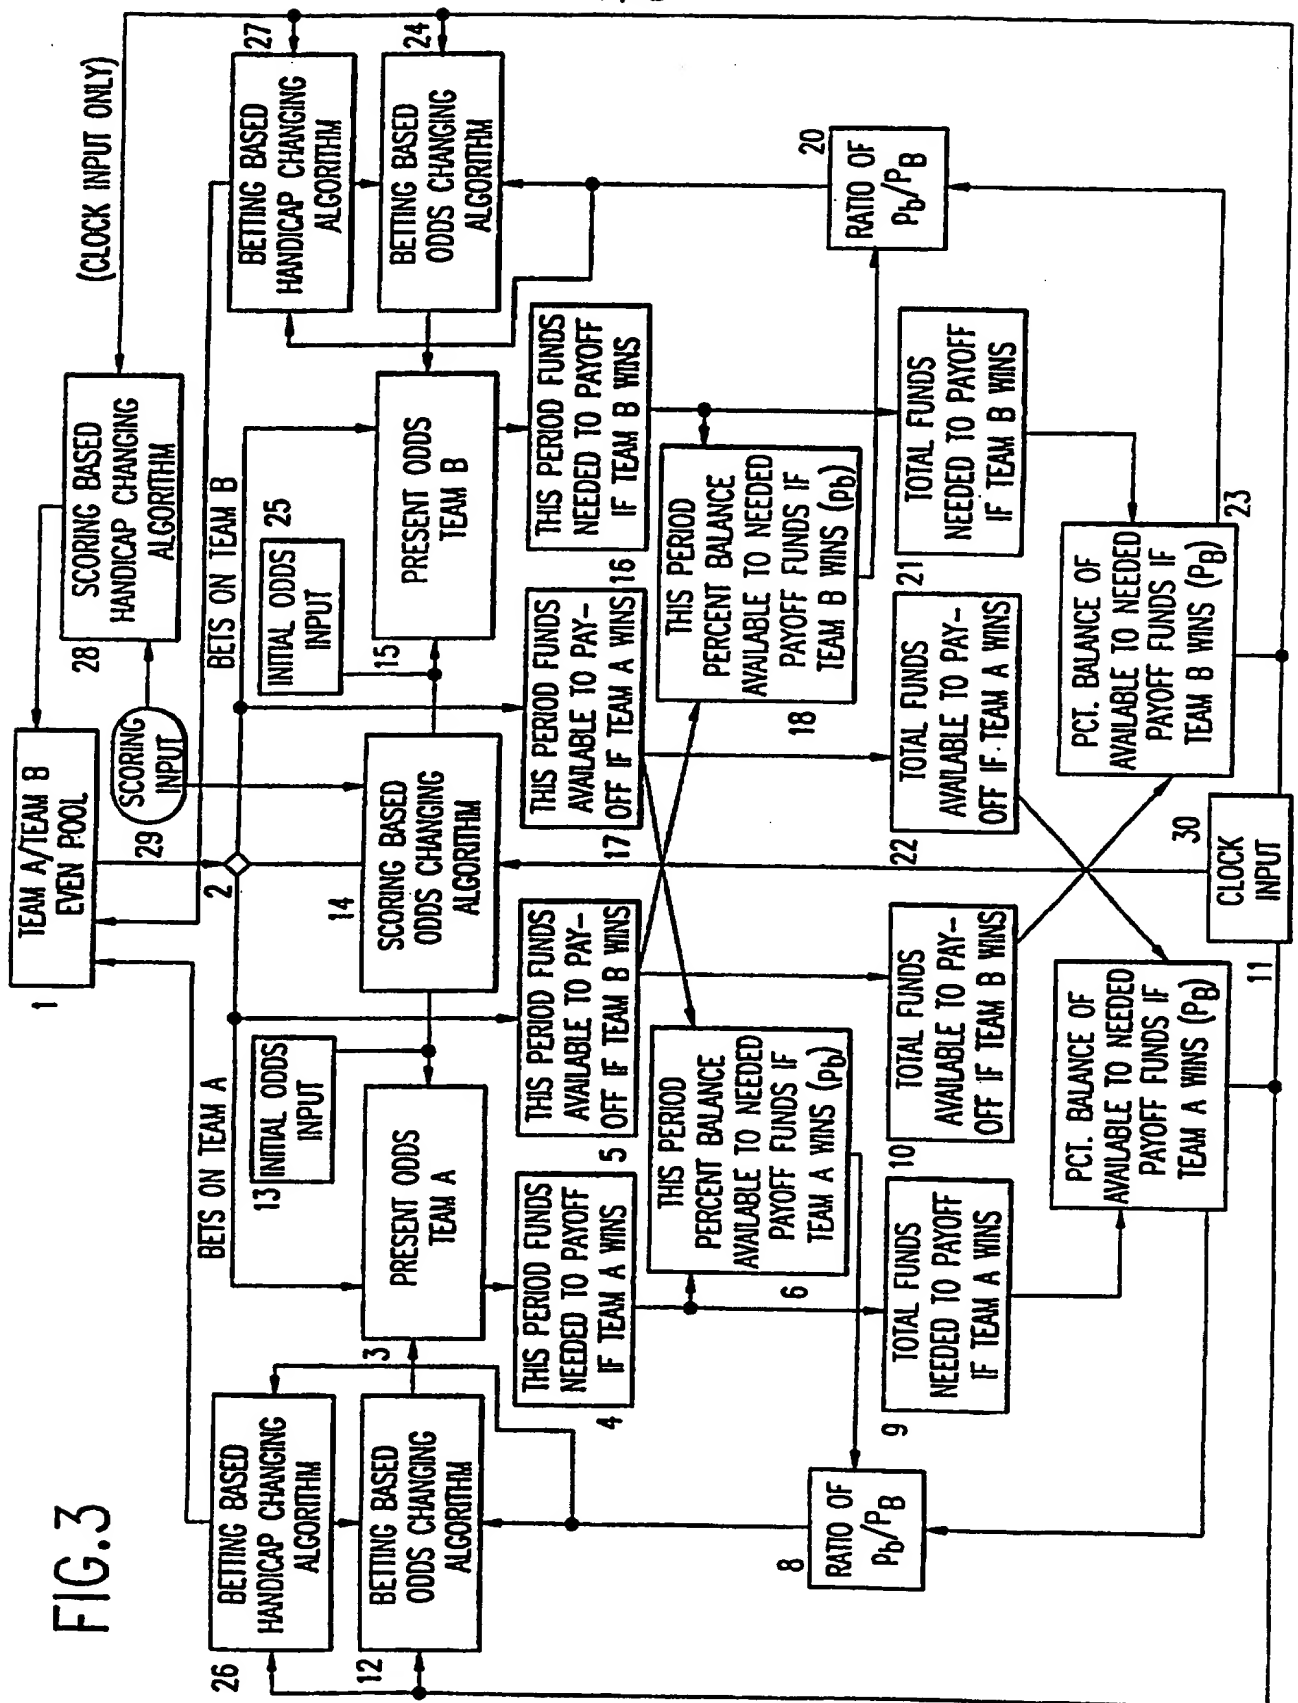 FIG.3
1
TEAM A/TEAM B
EVEN POOL
28
SCORING BASED
HANDICAP CHANGING
ALGORITHM
(CLOCK INPUT ONLY)
29
SCORING
INPUT
BETS ON TEAM A
2
BETS ON TEAM B
26
BETTING BASED
HANDICAP CHANGING
ALGORITHM
27
BETTING BASED
HANDICAP CHANGING
ALGORITHM
13
INITIAL ODDS
INPUT
25
INITIAL ODDS
INPUT
12
BETTING BASED
ODDS CHANGING
ALGORITHM
3
PRESENT ODDS
TEAM A
14
SCORING BASED
ODDS CHANGING
ALGORITHM
15
PRESENT ODDS
TEAM B
24
BETTING BASED
ODDS CHANGING
ALGORITHM
4
THIS PERIOD FUNDS
NEEDED TO PAYOFF
IF TEAM A WINS
5
THIS PERIOD FUNDS
AVAILABLE TO PAY-
OFF IF TEAM B WINS
17
THIS PERIOD FUNDS
AVAILABLE TO PAY-
OFF IF TEAM A WINS
16
THIS PERIOD FUNDS
NEEDED TO PAYOFF
IF TEAM B WINS
6
THIS PERIOD
PERCENT BALANCE
AVAILABLE TO NEEDED
PAYOFF FUNDS IF
TEAM A WINS (Pb)
18
THIS PERIOD
PERCENT BALANCE
AVAILABLE TO NEEDED
PAYOFF FUNDS IF
TEAM B WINS (Pb)
8
RATIO OF
Pb/PB
20
RATIO OF
Pb/PB
9
TOTAL FUNDS
NEEDED TO PAYOFF
IF TEAM A WINS
10
TOTAL FUNDS
AVAILABLE TO PAY-
OFF IF TEAM B WINS
22
TOTAL FUNDS
AVAILABLE TO PAY-
OFF IF TEAM A WINS
21
TOTAL FUNDS
NEEDED TO PAYOFF
IF TEAM B WINS
11
PCT. BALANCE OF
AVAILABLE TO NEEDED
PAYOFF FUNDS IF
TEAM A WINS (PB)
30
CLOCK
INPUT
23
PCT. BALANCE OF
AVAILABLE TO NEEDED
PAYOFF FUNDS IF
TEAM B WINS (PB)